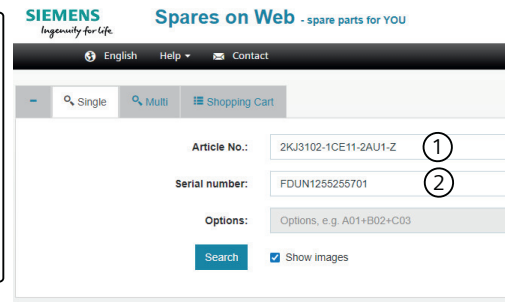 SIEMENS
Ingenuity for life
Spares on Web - spare parts for YOU
English Help Contact
- Single Multi Shopping Cart
Article No.: 2KJ3102-1CE11-2AU1-Z 1
Serial number: FDUN1255255701 2
Options: Options, e.g. A01+B02+C03
Search Show images